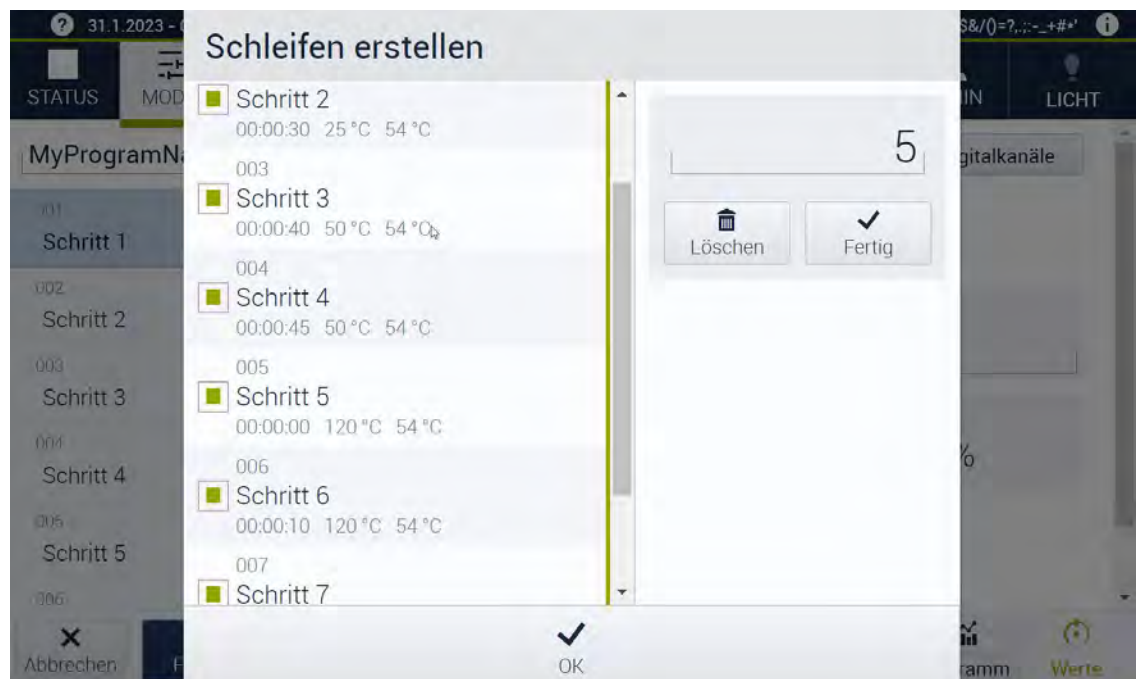 31.1.2023 -
$&/()=?,.;:-_+#*'
Schleifen erstellen
STATUS
LICHT
MyProgramNa
gitalkanäle
001
Schritt 1
002
Schritt 2
003
Schritt 3
004
Schritt 4
005
Schritt 5
006
Schritt 2
00:00:30 25 °C 54 °C
003
Schritt 3
00:00:40 50 °C 54 °C
004
Schritt 4
00:00:45 50 °C 54 °C
005
Schritt 5
00:00:00 120 °C 54 °C
006
Schritt 6
00:00:10 120 °C 54 °C
007
Schritt 7
5
Löschen
Fertig
%
Abbrechen
OK
ramm
Werte